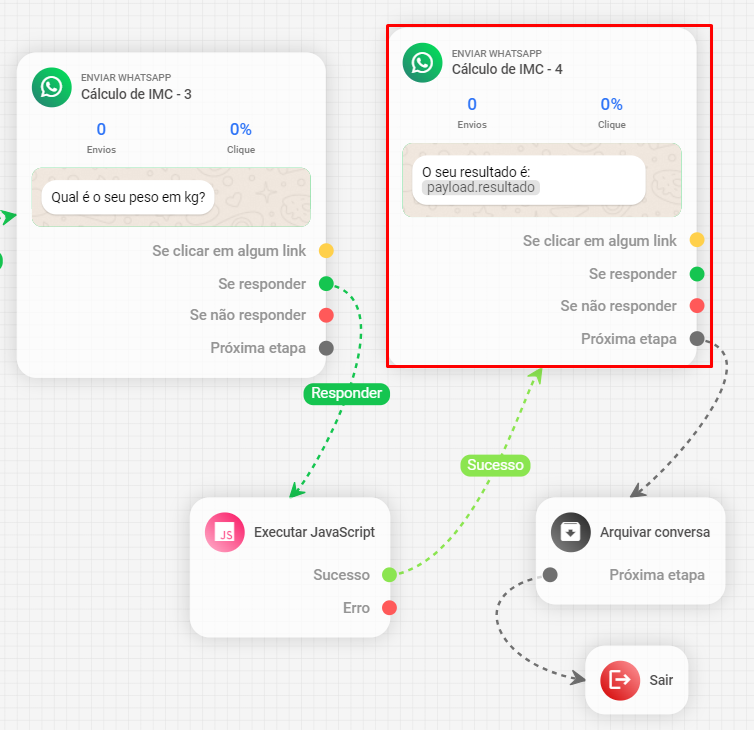 ENVIAR WHATSAPP
Cálculo de IMC - 3
0
0%
Envios
Clique
Qual é o seu peso em kg?
Se clicar em algum link
Se responder
Se não responder
Próxima etapa
ENVIAR WHATSAPP
Cálculo de IMC - 4
0
0%
Envios
Clique
O seu resultado é:
payload.resultado
Se clicar em algum link
Se responder
Se não responder
Próxima etapa
Responder
Sucesso
JS
Executar JavaScript
Sucesso
Erro
Arquivar conversa
Próxima etapa
Sair